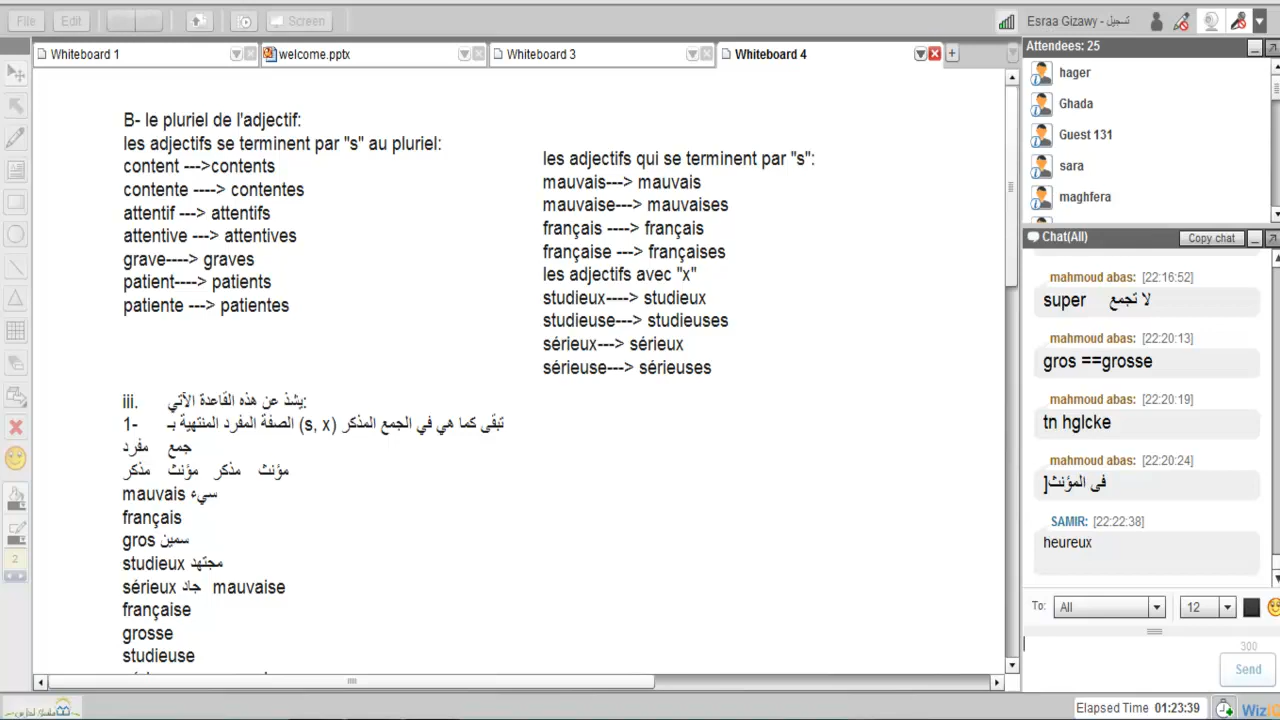 File
Edit
Screen
Esraa Gizawy - تسجيل
Whiteboard 1
welcome.pptx
Whiteboard 3
Whiteboard 4
B- le pluriel de l'adjectif:
les adjectifs se terminent par "s" au pluriel:
content --->contents
contente ----> contentes
attentif ---> attentifs
attentive ---> attentives
grave----> graves
patient----> patients
patiente ---> patientes
les adjectifs qui se terminent par "s":
mauvais---> mauvais
mauvaise---> mauvaises
français ----> français
française ---> françaises
les adjectifs avec "x"
studieux----> studieux
studieuse---> studieuses
sérieux---> sérieux
sérieuse---> sérieuses
iii. يشذ عن هذه القاعدة الآتي:
1- الصفة المفرد المنتهية بـ (s, x) تبقى كما هي في الجمع المذكر
مفرد جمع
مذكر مؤنث مذكر مؤنث
mauvais سيء
français
gros سمين
studieux مجتهد
sérieux جاد mauvaise
française
grosse
studieuse
Attendees: 25
hager
Ghada
Guest 131
sara
maghfera
Chat(All)
Copy chat
mahmoud abas: [22:16:52]
super لا تجمع
mahmoud abas: [22:20:13]
gros ==grosse
mahmoud abas: [22:20:19]
tn hglcke
mahmoud abas: [22:20:24]
فى المؤنث[
SAMIR: [22:22:38]
heureux
To: All 12
300
Send
2
Elapsed Time 01:23:39